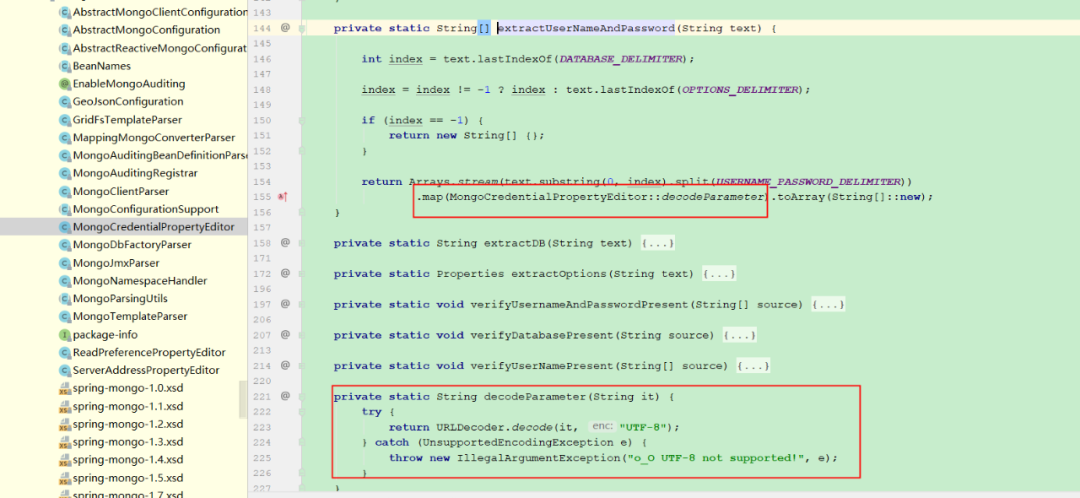 AbstractMongoClientConfiguration
AbstractMongoConfiguration
AbstractReactiveMongoConfigurat
BeanNames
EnableMongoAuditing
GeoJsonConfiguration
GridFsTemplateParser
MappingMongoConverterParser
MongoAuditingBeanDefinitionParse
MongoAuditingRegistrar
MongoClientParser
MongoConfigurationSupport
MongoCredentialPropertyEditor
MongoDbFactoryParser
MongoJmxParser
MongoNamespaceHandler
MongoParsingUtils
MongoTemplateParser
package-info
ReadPreferencePropertyEditor
ServerAddressPropertyEditor
spring-mongo-1.0.xsd
spring-mongo-1.1.xsd
spring-mongo-1.2.xsd
spring-mongo-1.3.xsd
spring-mongo-1.4.xsd
spring-mongo-1.5.xsd
spring-mongo-1.7.xsd
143
144 @ private static String[] extractUserNameAndPassword(String text) {
145
146 int index = text.lastIndexOf(DATABASE_DELIMITER);
147
148 index = index != -1 ? index : text.lastIndexOf(OPTIONS_DELIMITER);
149
150 if (index == -1) {
151 return new String[] {};
152 }
153
154 return Arrays.stream(text.substring(0, index).split(USERNAME_PASSWORD_DELIMITER))
155 .map(MongoCredentialPropertyEditor::decodeParameter).toArray(String[]::new);
156 }
157
158 @ private static String extractDB(String text) {...}
171
172 @ private static Properties extractOptions(String text) {...}
196
197 @ private static void verifyUsernameAndPasswordPresent(String[] source) {...}
206
207 @ private static void verifyDatabasePresent(String source) {...}
213
214 @ private static void verifyUserNamePresent(String[] source) {...}
220
221 @ private static String decodeParameter(String it) {
222 try {
223 return URLDecoder.decode(it, enc: "UTF-8");
224 } catch (UnsupportedEncodingException e) {
225 throw new IllegalArgumentException("o_O UTF-8 not supported!", e);
226 }
227 }